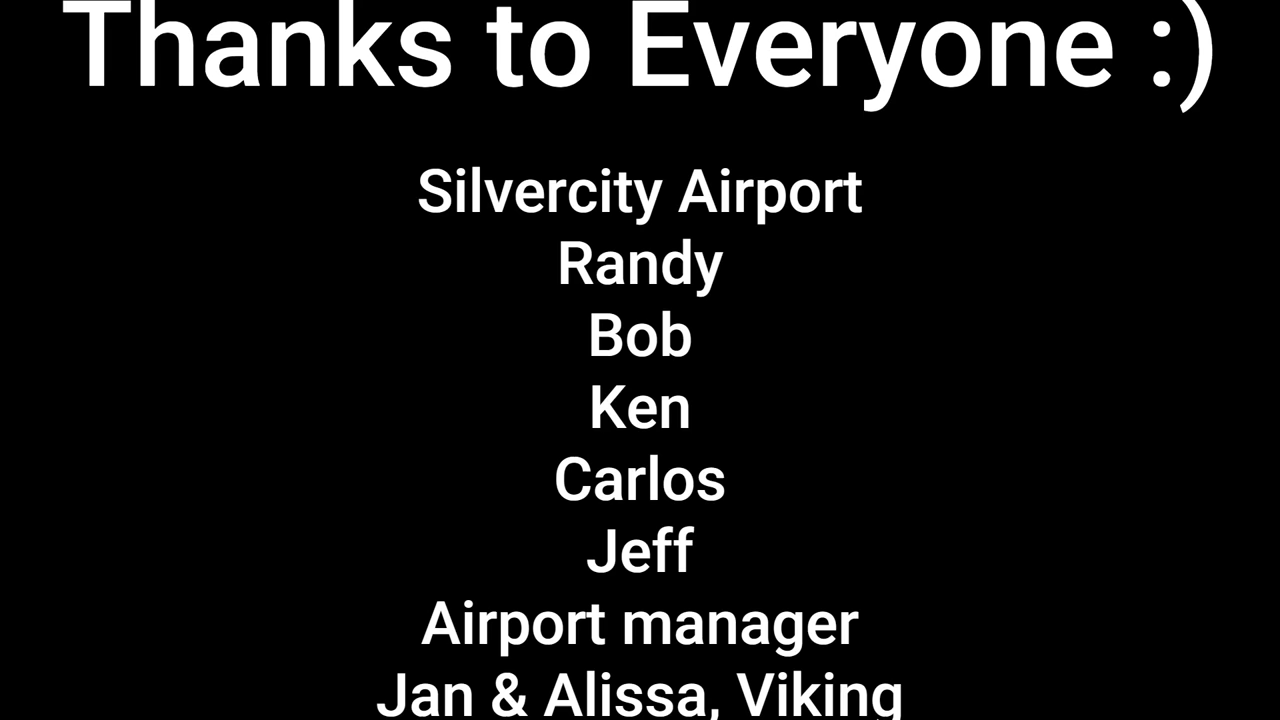 Thanks to Everyone :)
Silvercity Airport
Randy
Bob
Ken
Carlos
Jeff
Airport manager
Jan & Alissa, Viking